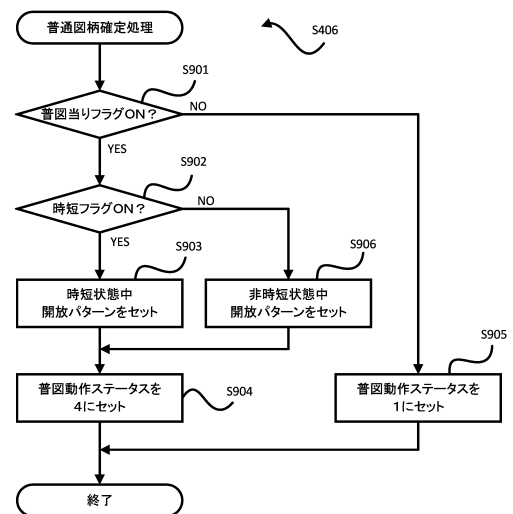 普通図柄確定処理
S406
S901
普図当りフラグON？
NO
YES
S902
時短フラグON？
NO
YES
S903
S906
時短状態中
開放パターンをセット
非時短状態中
開放パターンをセット
S905
普図動作ステータスを
4にセット
S904
普図動作ステータスを
1にセット
終了